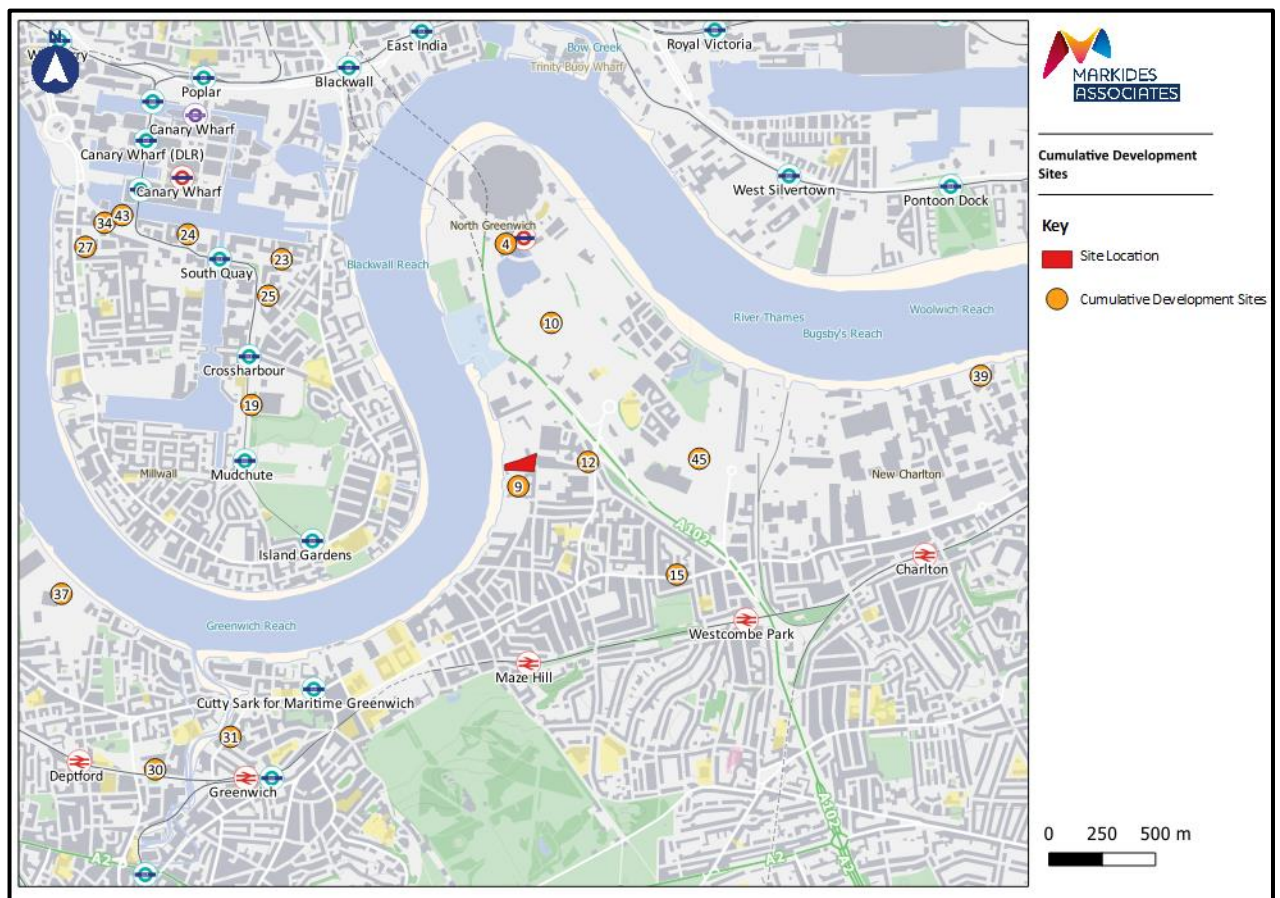 East India
Royal Victoria
Bow Creek
Trinity Buoy Wharf
N
Blackwall
Poplar
Canary Wharf
Canary Wharf (DLR)
Canary Wharf
West Silvertown
Pontoon Dock
34
43
27
24
23
South Quay
25
Blackwall Reach
North Greenwich
4
10
River Thames
Bugsby's Reach
Woolwich Reach
Crossharbour
19
39
Mudchute
Millwall
12
45
9
New Charlton
A102
Island Gardens
Charlton
15
37
Greenwich Reach
Westcombe Park
Maze Hill
Cutty Sark for Maritime Greenwich
31
30
Deptford
Greenwich
A2
A102
A2
A2
MARKIDES
ASSOCIATES
Cumulative Development
Sites
Key
Site Location
Cumulative Development Sites
0 250 500 m